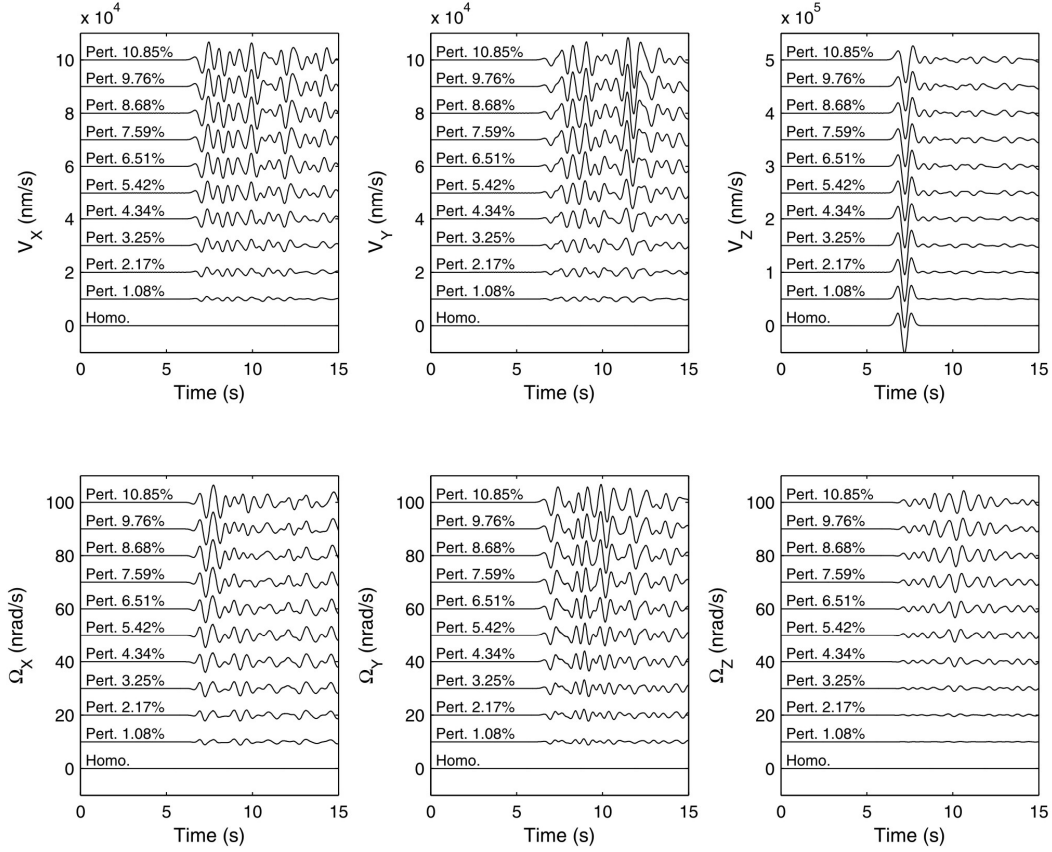 x 10^4
V_X (nm/s)
10
8
6
4
2
0
Pert. 10.85%
Pert. 9.76%
Pert. 8.68%
Pert. 7.59%
Pert. 6.51%
Pert. 5.42%
Pert. 4.34%
Pert. 3.25%
Pert. 2.17%
Pert. 1.08%
Homo.
0 5 10 15
Time (s)
x 10^4
V_Y (nm/s)
10
8
6
4
2
0
Pert. 10.85%
Pert. 9.76%
Pert. 8.68%
Pert. 7.59%
Pert. 6.51%
Pert. 5.42%
Pert. 4.34%
Pert. 3.25%
Pert. 2.17%
Pert. 1.08%
Homo.
0 5 10 15
Time (s)
x 10^5
V_Z (nm/s)
5
4
3
2
1
0
Pert. 10.85%
Pert. 9.76%
Pert. 8.68%
Pert. 7.59%
Pert. 6.51%
Pert. 5.42%
Pert. 4.34%
Pert. 3.25%
Pert. 2.17%
Pert. 1.08%
Homo.
0 5 10 15
Time (s)
Ω_X (nrad/s)
100
80
60
40
20
0
Pert. 10.85%
Pert. 9.76%
Pert. 8.68%
Pert. 7.59%
Pert. 6.51%
Pert. 5.42%
Pert. 4.34%
Pert. 3.25%
Pert. 2.17%
Pert. 1.08%
Homo.
0 5 10 15
Time (s)
Ω_Y (nrad/s)
100
80
60
40
20
0
Pert. 10.85%
Pert. 9.76%
Pert. 8.68%
Pert. 7.59%
Pert. 6.51%
Pert. 5.42%
Pert. 4.34%
Pert. 3.25%
Pert. 2.17%
Pert. 1.08%
Homo.
0 5 10 15
Time (s)
Ω_Z (nrad/s)
100
80
60
40
20
0
Pert. 10.85%
Pert. 9.76%
Pert. 8.68%
Pert. 7.59%
Pert. 6.51%
Pert. 5.42%
Pert. 4.34%
Pert. 3.25%
Pert. 2.17%
Pert. 1.08%
Homo.
0 5 10 15
Time (s)